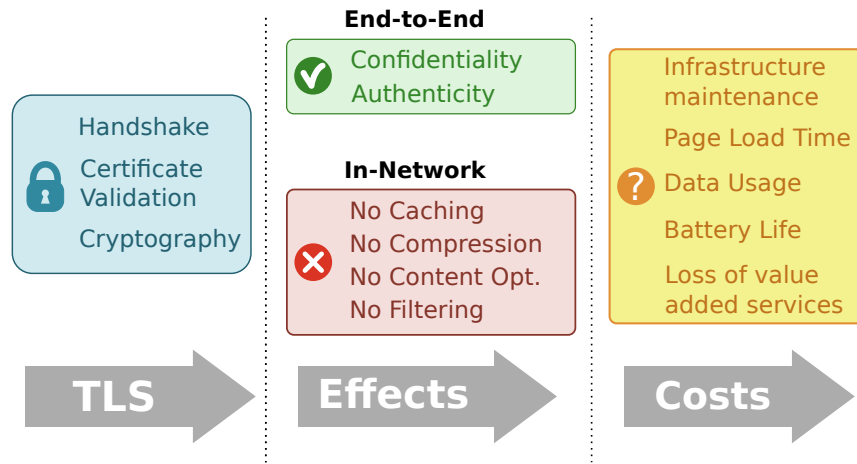 Handshake
Certificate
Validation
Cryptography
TLS
End-to-End
Confidentiality
Authenticity
In-Network
No Caching
No Compression
No Content Opt.
No Filtering
Effects
Infrastructure
maintenance
Page Load Time
Data Usage
Battery Life
Loss of value
added services
?
Costs